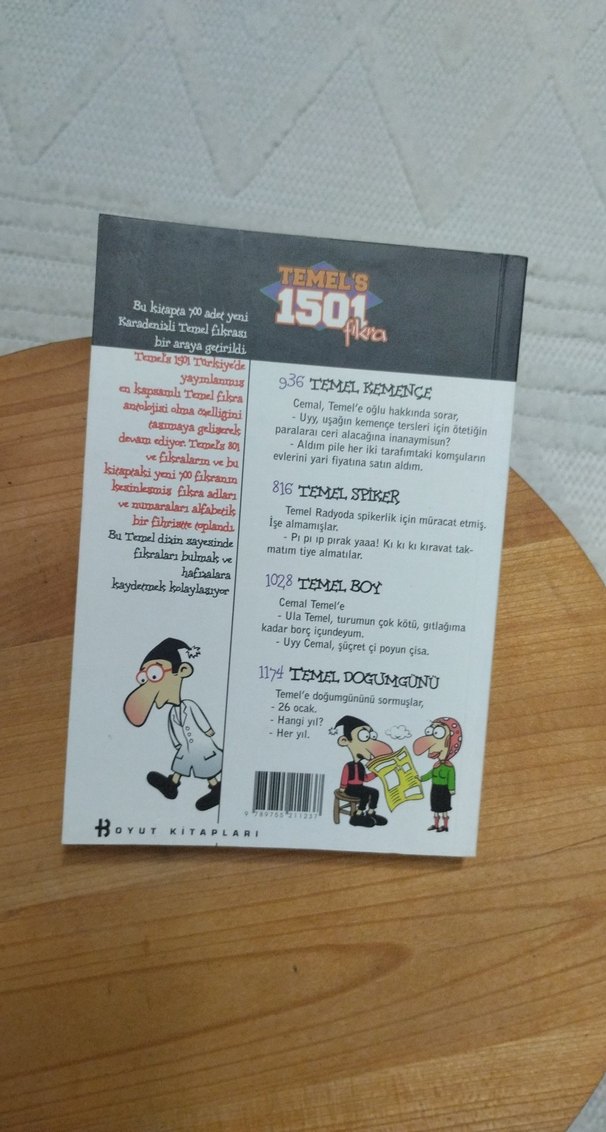 TEMEL'S
1501
fıkra
Bu kitapta 700 adet yeni
Karadenizli Temel fıkrası
bir araya getirildi
Temel's 1501 Türkiye'de
yayınlanmış
en kapsamlı Temel fıkra
antolojisi olma özelliğini
taşımaya gelişerek
devam ediyor. Temel's 801
ve fıkraların ve bu
kitaptaki yeni 700 fıkranın
kesinleşmiş fıkra adları
ve numaraları alfabetik
bir fihristte toplandı
Bu Temel dizin sayesinde
fıkraları bulmak ve
hafızalara
kaydetmek kolaylaşıyor
936 TEMEL KEMENÇE
Cemal, Temel'e oğlu hakkında sorar,
- Uyy, uşağın kemençe tersleri için ötetiğin
paralaraı ceri alacağına inanaymisun?
- Aldım pile her iki tarafımtaki komşuların
evlerini yari fiyatına satın aldım.
816 TEMEL SPİKER
Temel Radyoda spikerlik için müracat etmiş.
İşe almamışlar.
- Pı pı ıp pırak yaaa! Kı kı kı kıravat tak-
matım tiye almatılar.
1028 TEMEL BOY
Cemal Temel'e
- Ula Temel, turumun çok kötü, gıtlağıma
kadar borç içundeyum.
- Uyy Cemal, şüçret çi poyun çisa.
1174 TEMEL DOĞUMGÜNÜ
Temel'e doğumgününü sormuşlar,
- 26 ocak.
- Hangi yıl?
- Her yıl.
9 789755 211237
BOYUT KİTAPLARI